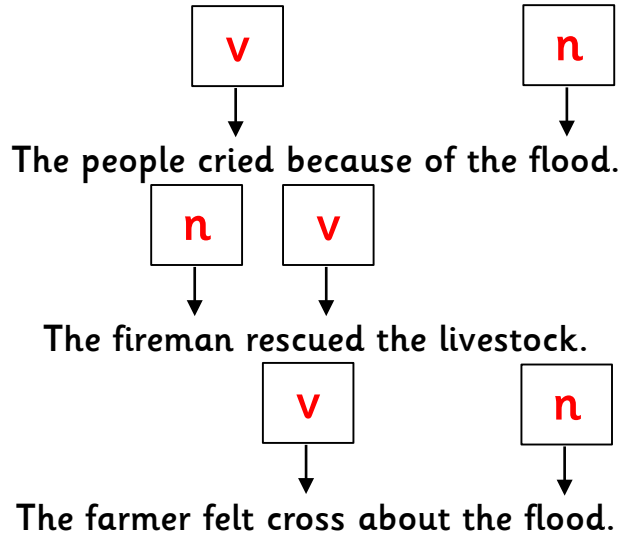 v n
The people cried because of the flood.
n v
The fireman rescued the livestock.
v n
The farmer felt cross about the flood.